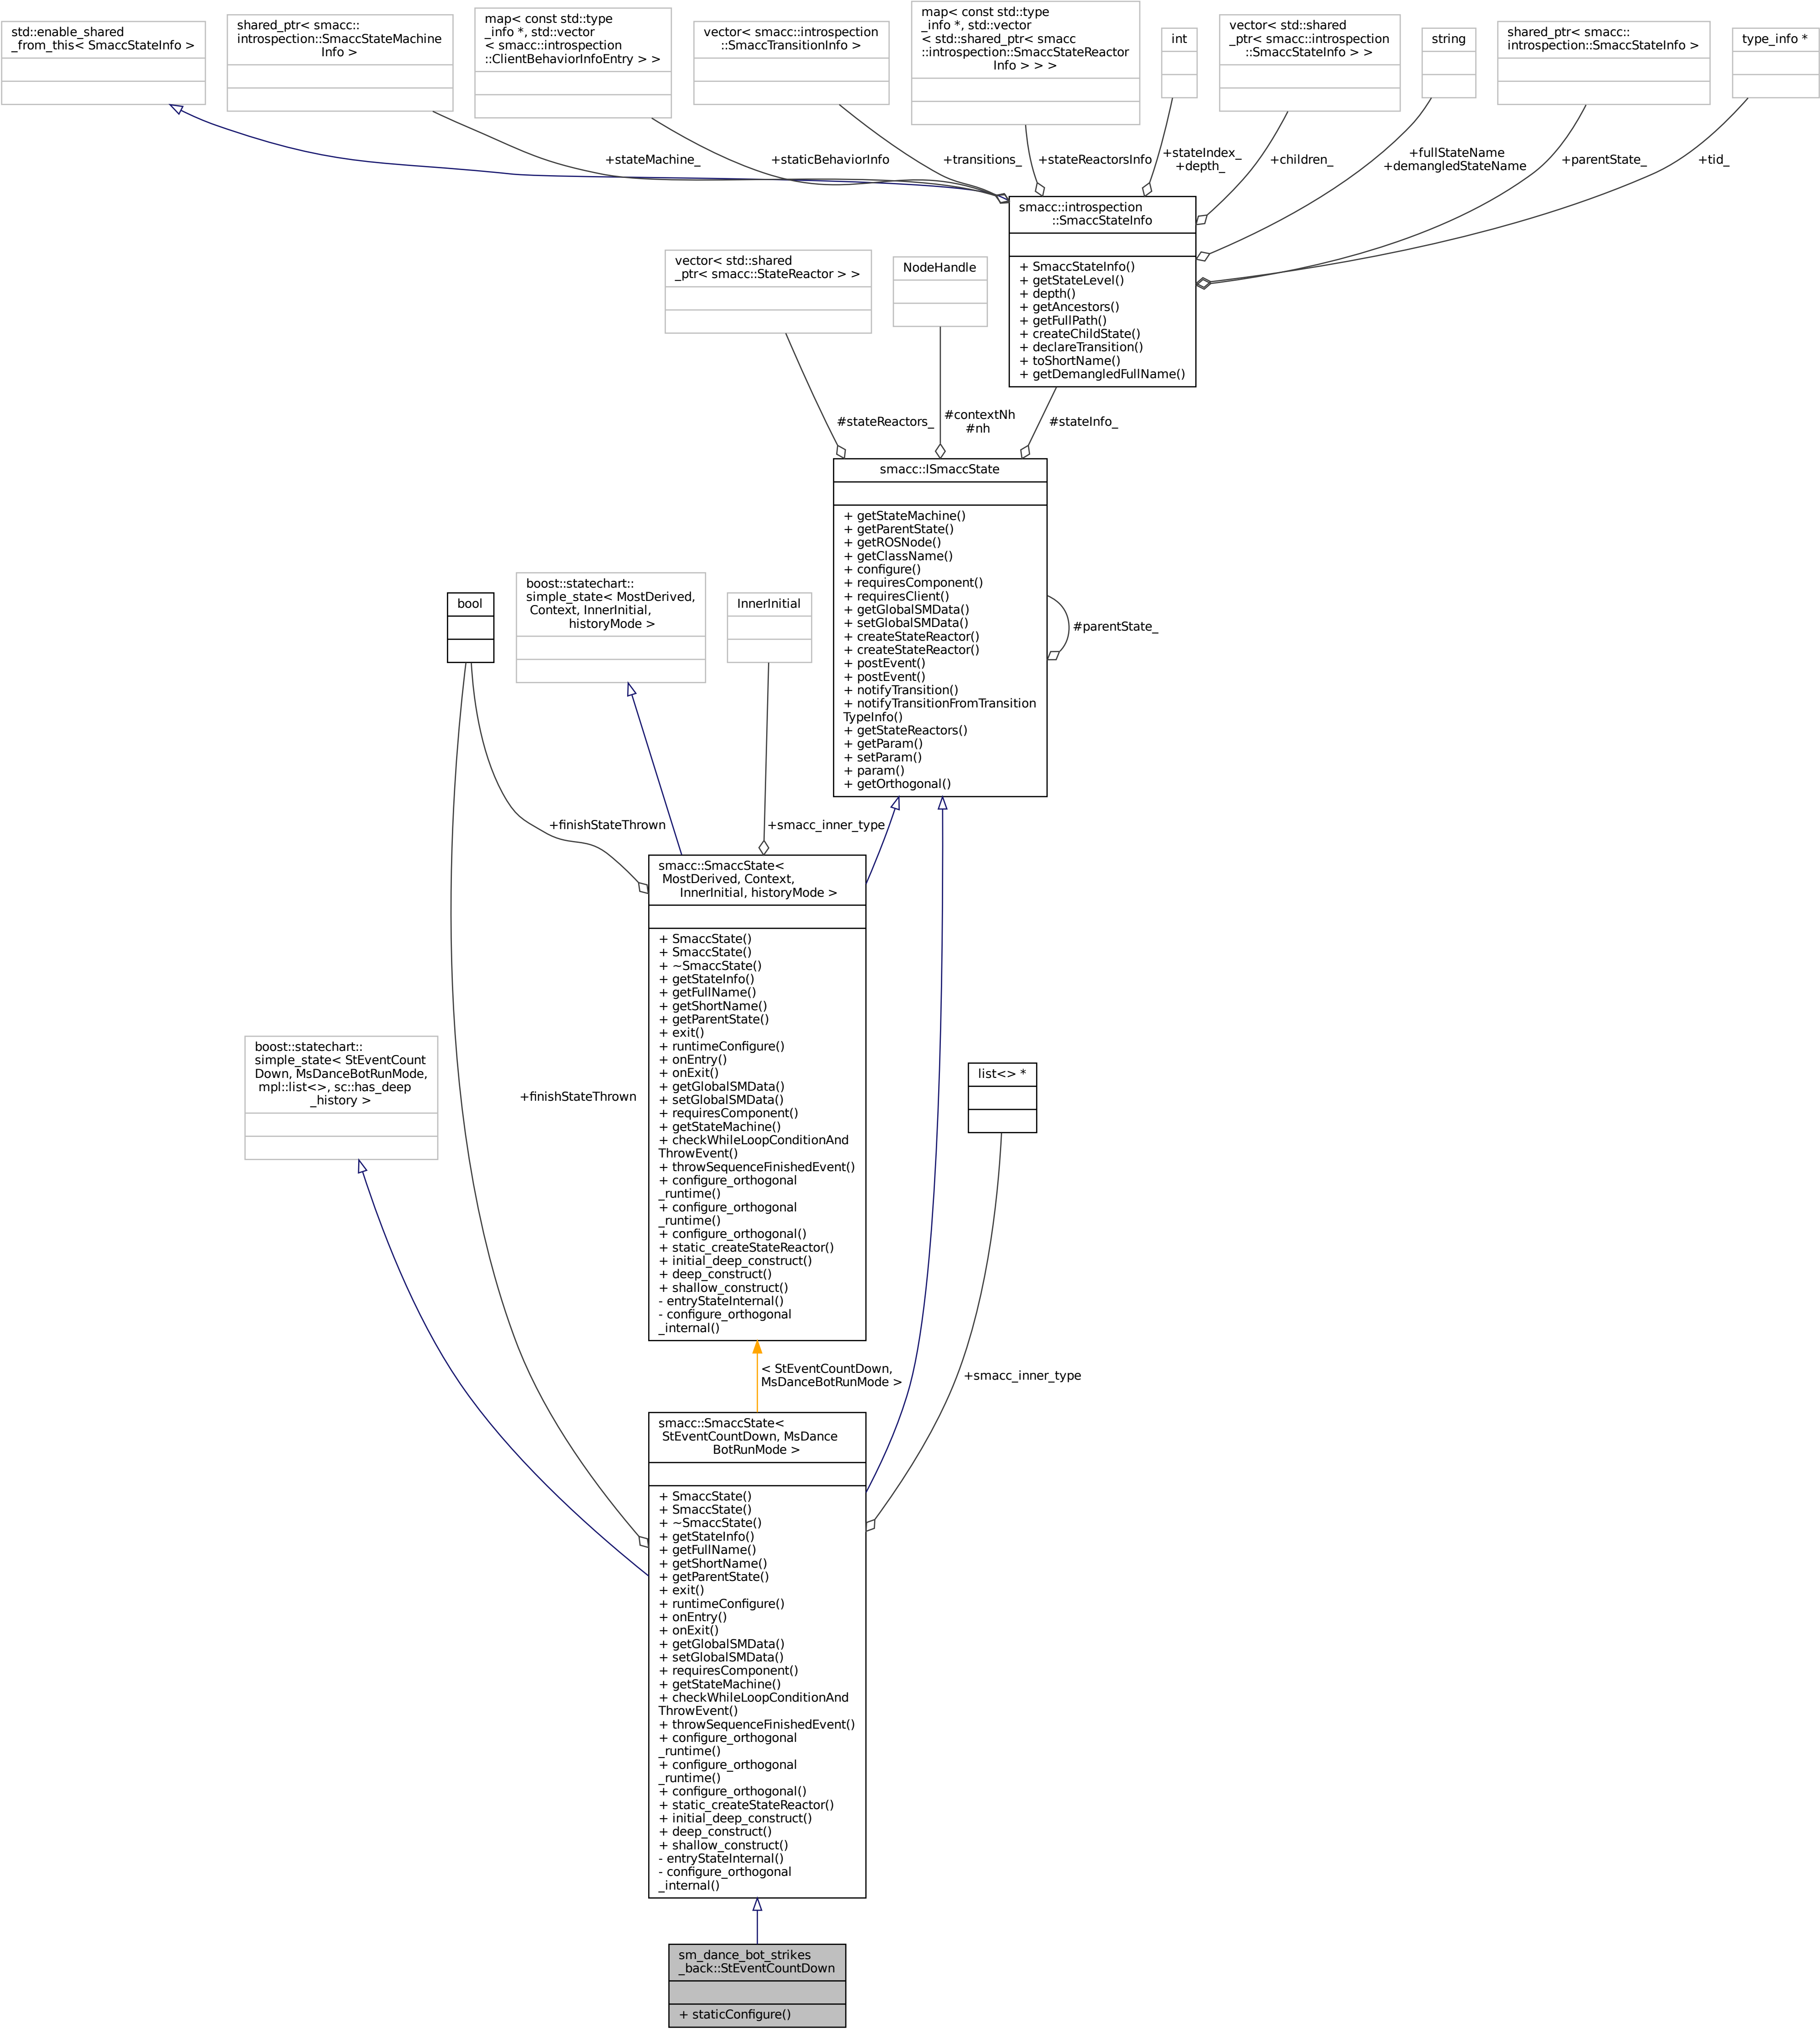 std::enable_shared
_from_this< SmaccStateInfo >
shared_ptr< smacc::
introspection::SmaccStateMachine
Info >
map< const std::type
_info *, std::vector
< smacc::introspection
::ClientBehaviorInfoEntry > >
vector< smacc::introspection
::SmaccTransitionInfo >
map< const std::type
_info *, std::vector
< std::shared_ptr< smacc
::introspection::SmaccStateReactor
Info > > >
int
vector< std::shared
_ptr< smacc::introspection
::SmaccStateInfo > >
string
shared_ptr< smacc::
introspection::SmaccStateInfo >
type_info *
+stateMachine_
+staticBehaviorInfo
+transitions_
+stateReactorsInfo
+stateIndex_
+depth_
+children_
+fullStateName
+demangledStateName
+parentState_
+tid_
smacc::introspection
::SmaccStateInfo
+ SmaccStateInfo()
+ getStateLevel()
+ depth()
+ getAncestors()
+ getFullPath()
+ createChildState()
+ declareTransition()
+ toShortName()
+ getDemangledFullName()
vector< std::shared
_ptr< smacc::StateReactor > >
NodeHandle
#stateReactors_
#contextNh
#nh
#stateInfo_
smacc::ISmaccState
+ getStateMachine()
+ getParentState()
+ getROSNode()
+ getClassName()
+ configure()
+ requiresComponent()
+ requiresClient()
+ getGlobalSMData()
+ setGlobalSMData()
+ createStateReactor()
+ createStateReactor()
+ postEvent()
+ postEvent()
+ notifyTransition()
+ notifyTransitionFromTransition
TypeInfo()
+ getStateReactors()
+ getParam()
+ setParam()
+ param()
+ getOrthogonal()
#parentState_
bool
boost::statechart::
simple_state< MostDerived,
Context, InnerInitial,
historyMode >
InnerInitial
+finishStateThrown
+smacc_inner_type
smacc::SmaccState<
MostDerived, Context,
InnerInitial, historyMode >
+ SmaccState()
+ SmaccState()
+ ~SmaccState()
+ getStateInfo()
+ getFullName()
+ getShortName()
+ getParentState()
+ exit()
+ runtimeConfigure()
+ onEntry()
+ onExit()
+ getGlobalSMData()
+ setGlobalSMData()
+ requiresComponent()
+ getStateMachine()
+ checkWhileLoopConditionAnd
ThrowEvent()
+ throwSequenceFinishedEvent()
+ configure_orthogonal
_runtime()
+ configure_orthogonal
_runtime()
+ configure_orthogonal()
+ static_createStateReactor()
+ initial_deep_construct()
+ deep_construct()
+ shallow_construct()
- entryStateInternal()
- configure_orthogonal
_internal()
boost::statechart::
simple_state< StEventCount
Down, MsDanceBotRunMode,
mpl::list<>, sc::has_deep
_history >
+finishStateThrown
list<> *
< StEventCountDown,
MsDanceBotRunMode >
+smacc_inner_type
smacc::SmaccState<
StEventCountDown, MsDance
BotRunMode >
+ SmaccState()
+ SmaccState()
+ ~SmaccState()
+ getStateInfo()
+ getFullName()
+ getShortName()
+ getParentState()
+ exit()
+ runtimeConfigure()
+ onEntry()
+ onExit()
+ getGlobalSMData()
+ setGlobalSMData()
+ requiresComponent()
+ getStateMachine()
+ checkWhileLoopConditionAnd
ThrowEvent()
+ throwSequenceFinishedEvent()
+ configure_orthogonal
_runtime()
+ configure_orthogonal
_runtime()
+ configure_orthogonal()
+ static_createStateReactor()
+ initial_deep_construct()
+ deep_construct()
+ shallow_construct()
- entryStateInternal()
- configure_orthogonal
_internal()
sm_dance_bot_strikes
_back::StEventCountDown
+ staticConfigure()